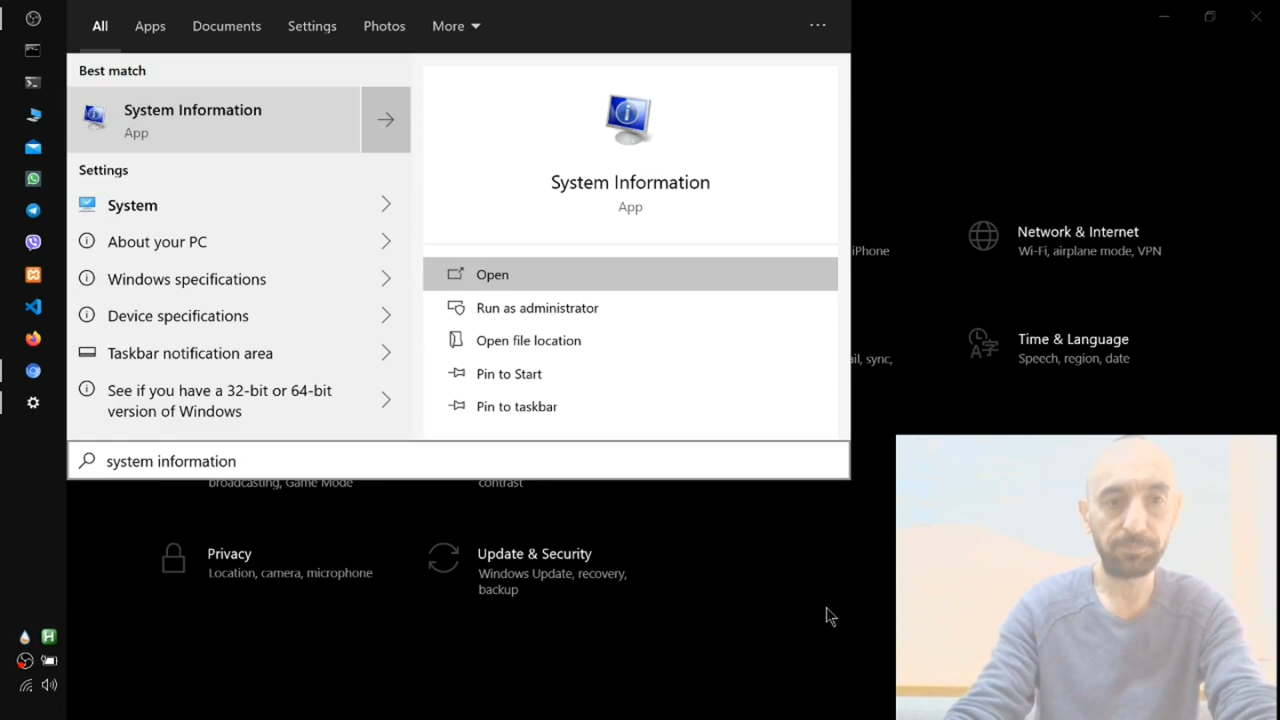 All Apps Documents Settings Photos More
Best match
System Information
App
Settings
System
About your PC
Windows specifications
Device specifications
Taskbar notification area
See if you have a 32-bit or 64-bit
version of Windows
System Information
App
Open
Run as administrator
Open file location
Pin to Start
Pin to taskbar
system information
iPhone
Network & Internet
Wi-Fi, airplane mode, VPN
ail, sync,
Time & Language
Speech, region, date
broadcasting, Game Mode
contrast
Privacy
Location, camera, microphone
Update & Security
Windows Update, recovery,
backup